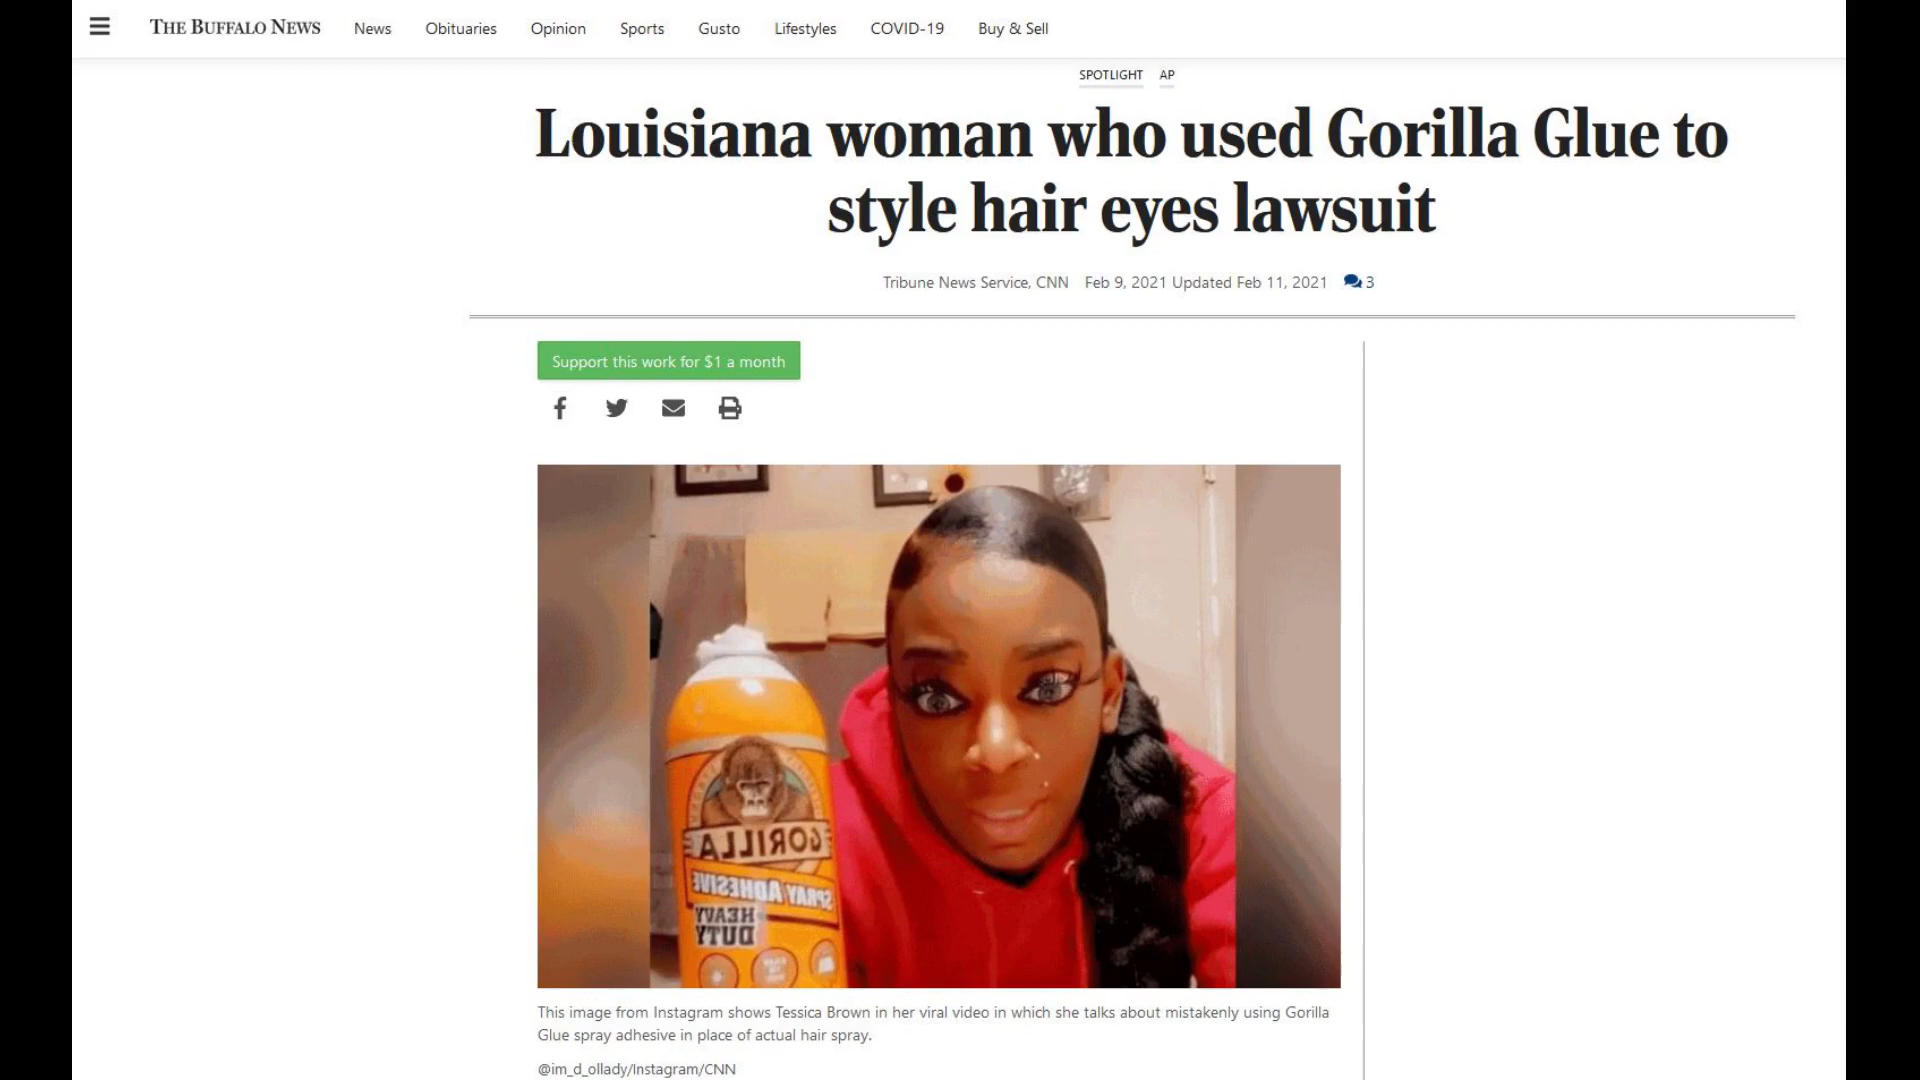 THE BUFFALO NEWS News Obituaries Opinion Sports Gusto Lifestyles COVID-19 Buy & Sell
SPOTLIGHT AP
Louisiana woman who used Gorilla Glue to
style hair eyes lawsuit
Tribune News Service, CNN Feb 9, 2021 Updated Feb 11, 2021 3
Support this work for $1 a month
GORILLA
SPRAY ADHESIVE
HEAVY
DUTY
This image from Instagram shows Tessica Brown in her viral video in which she talks about mistakenly using Gorilla
Glue spray adhesive in place of actual hair spray.
@im_d_ollady/Instagram/CNN